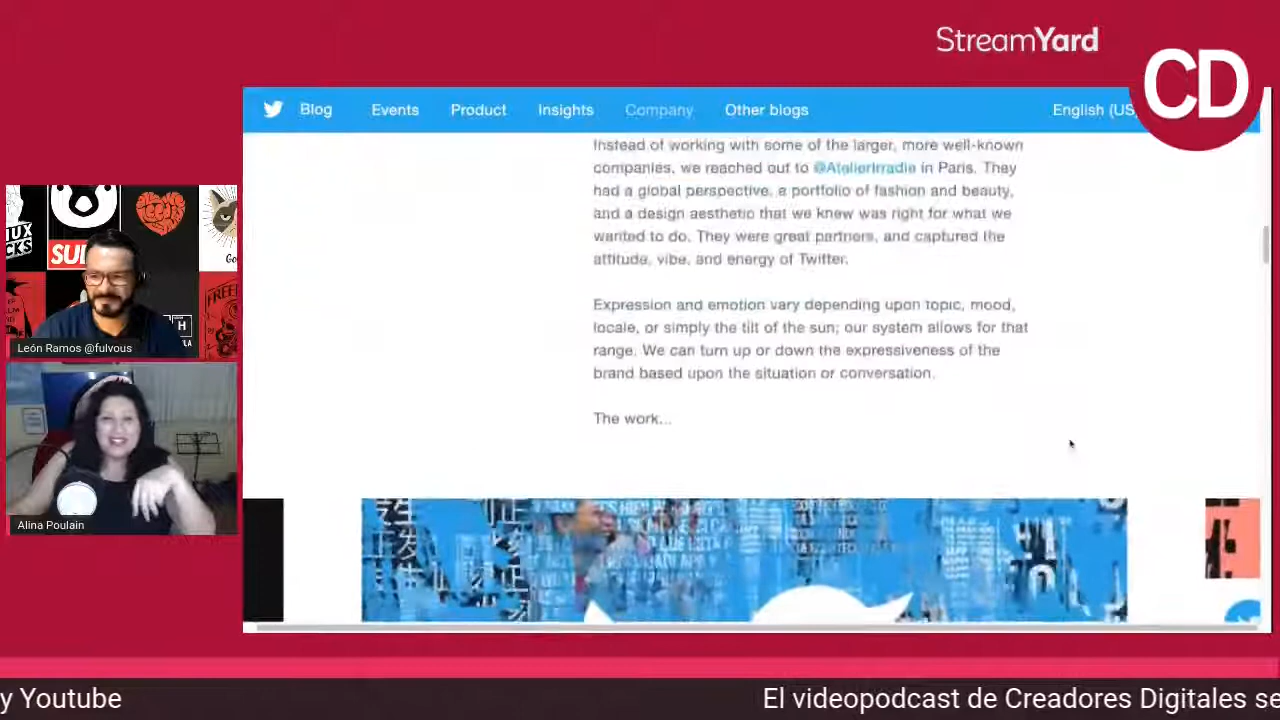 StreamYard
CD
Blog Events Product Insights Company Other blogs English (US
Instead of working with some of the larger, more well-known
companies, we reached out to @AtelierIrradie in Paris. They
had a global perspective, a portfolio of fashion and beauty,
and a design aesthetic that we knew was right for what we
wanted to do. They were great partners, and captured the
attitude, vibe, and energy of Twitter.
Expression and emotion vary depending upon topic, mood,
locale, or simply the tilt of the sun; our system allows for that
range. We can turn up or down the expressiveness of the
brand based upon the situation or conversation.
The work...
León Ramos @fulvous
Alina Poulain
y Youtube
El videopodcast de Creadores Digitales se